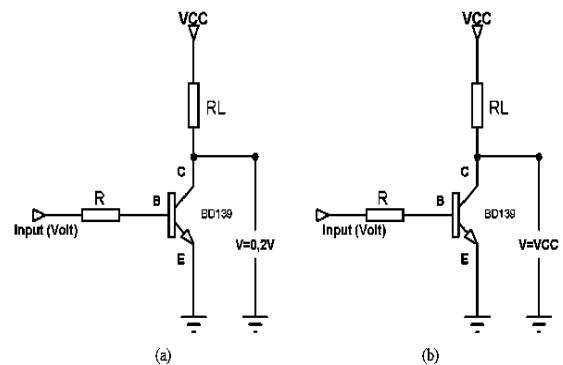 VCC
RL
C
R
B
BD139
Input (Volt)
E
V=0,2V
(a)
VCC
RL
C
R
B
BD139
Input (Volt)
E
V=VCC
(b)